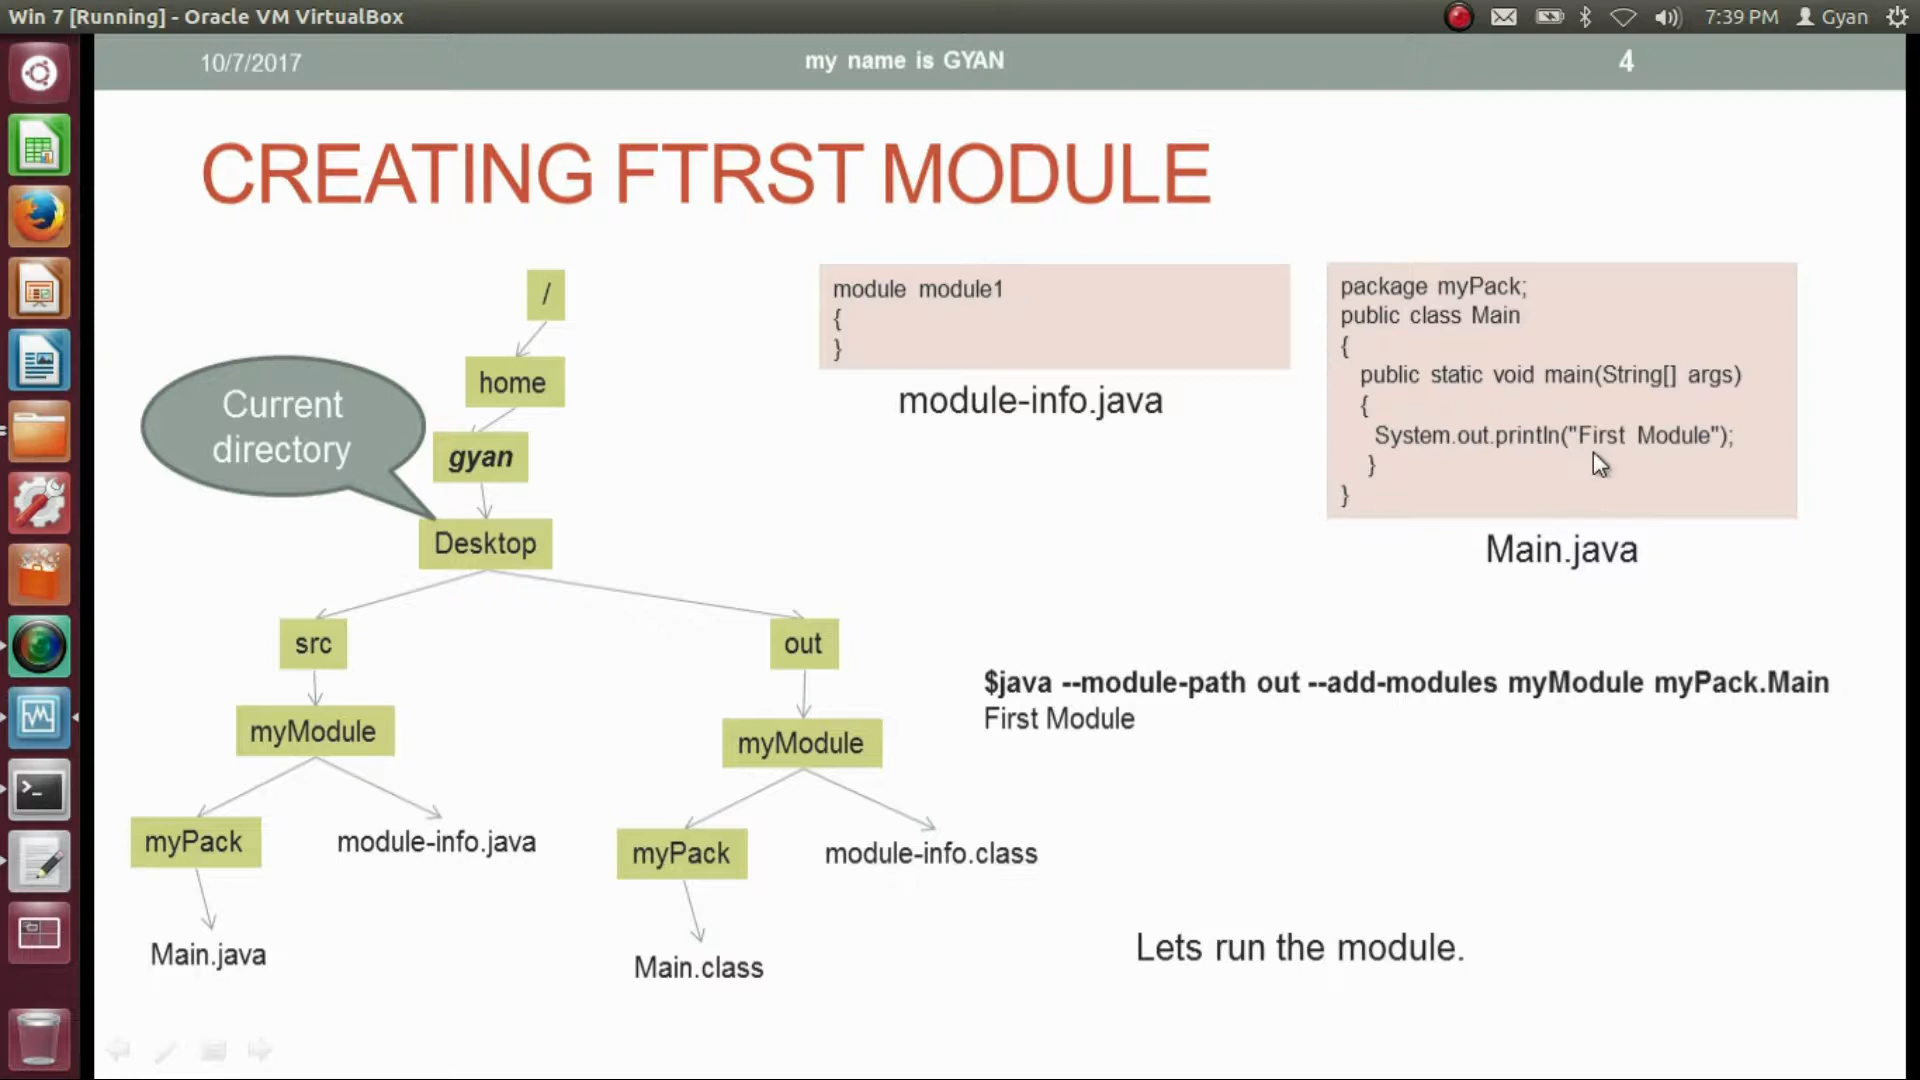 Win 7 [Running] - Oracle VM VirtualBox
7:39 PM
Gyan
10/7/2017
my name is GYAN
4
CREATING FTRST MODULE
/
home
gyan
Current
directory
Desktop
src
out
myModule
myModule
myPack
module-info.java
myPack
module-info.class
Main.java
Main.class
module module1
{
}
module-info.java
package myPack;
public class Main
{
public static void main(String[] args)
{
System.out.println("First Module");
}
}
Main.java
$java --module-path out --add-modules myModule myPack.Main
First Module
Lets run the module.